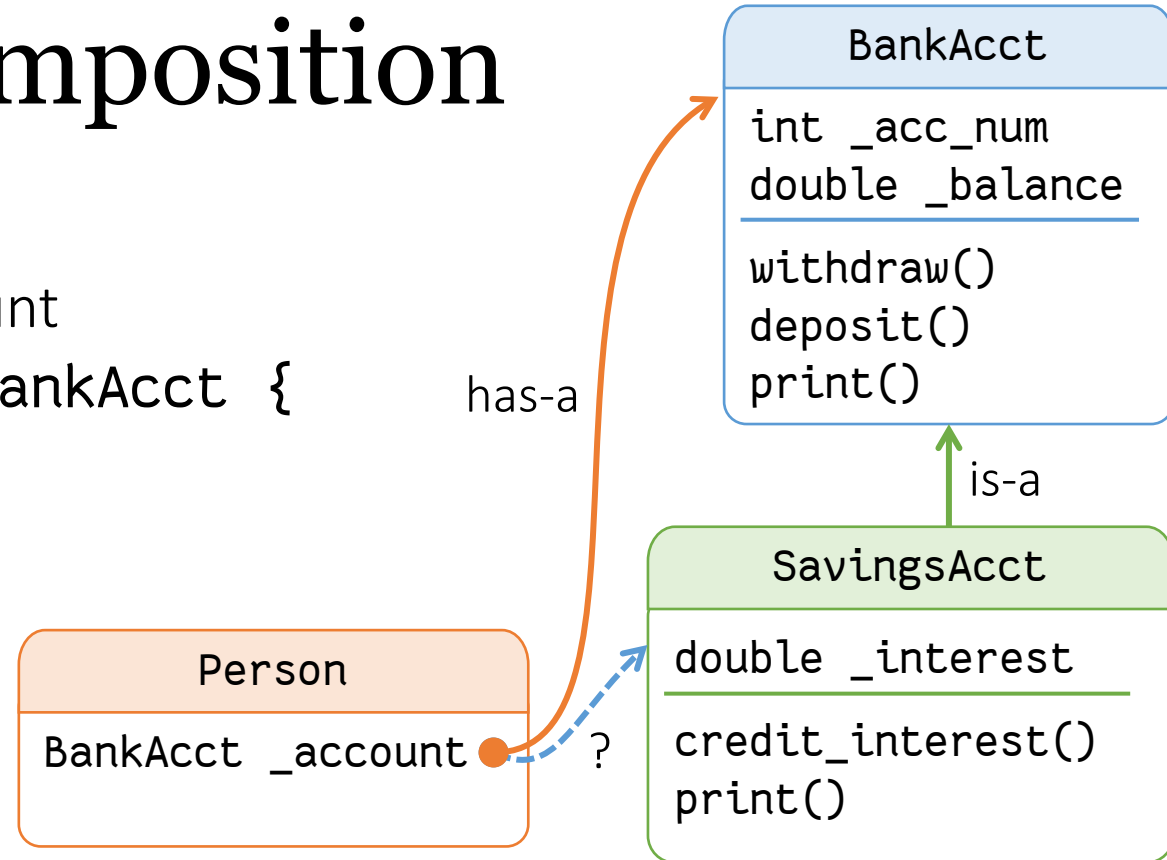 mposition
unt
ankAcct {
has-a
BankAcct
int _acc_num
double _balance
withdraw()
deposit()
print()
is-a
SavingsAcct
double _interest
credit_interest()
print()
Person
BankAcct _account
?